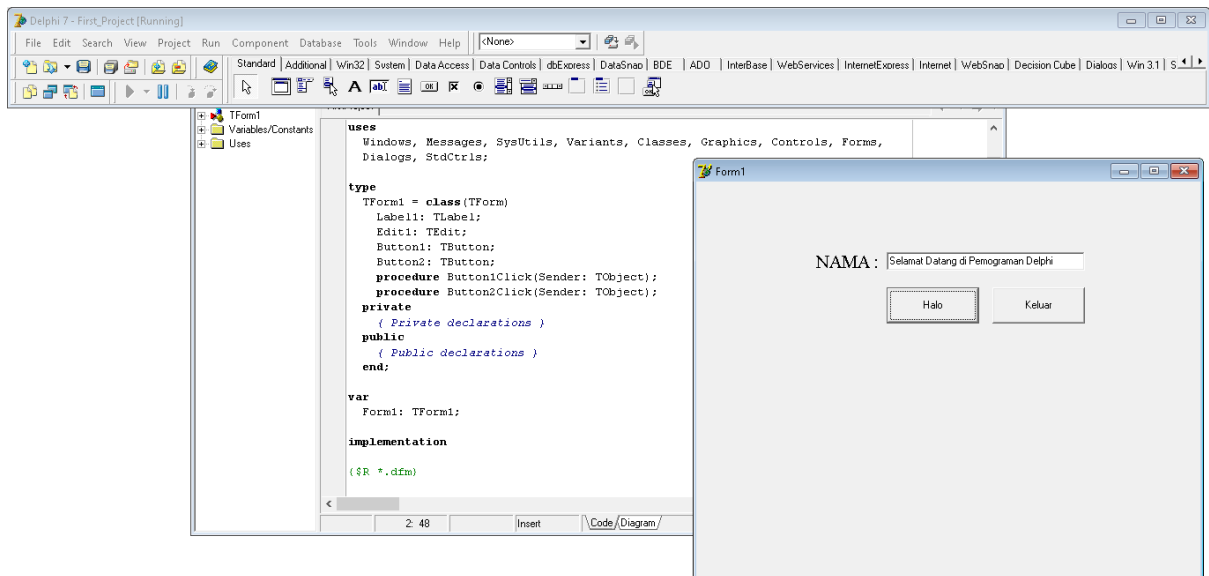 Delphi 7 - First_Project [Running]
File Edit Search View Project Run Component Database Tools Window Help <None>
Standard Additional Win32 System Data Access Data Controls dbExpress DataSnap BDE ADO InterBase WebServices InternetExpress Internet WebSnap Decision Cube Dialogs Win 3.1 S
TForm1
Variables/Constants
Uses
uses
Windows, Messages, SysUtils, Variants, Classes, Graphics, Controls, Forms,
Dialogs, StdCtrls;
type
TForm1 = class(TForm)
Label1: TLabel;
Edit1: TEdit;
Button1: TButton;
Button2: TButton;
procedure Button1Click(Sender: TObject);
procedure Button2Click(Sender: TObject);
private
{ Private declarations }
public
{ Public declarations }
end;
var
Form1: TForm1;
implementation
{$R *.dfm}
2: 48 Insert Code Diagram
Form1
NAMA : Selamat Datang di Pemograman Delphi
Halo Keluar